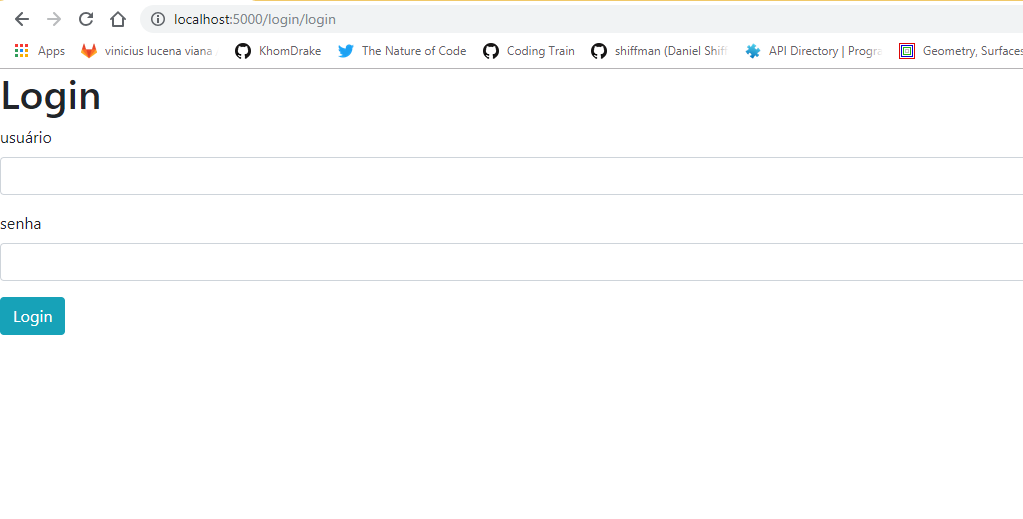 localhost:5000/login/login
Apps vinicius lucena viana KhomDrake The Nature of Code Coding Train shiffman (Daniel Shiff API Directory | Progra Geometry, Surfaces
Login
usuário
senha
Login